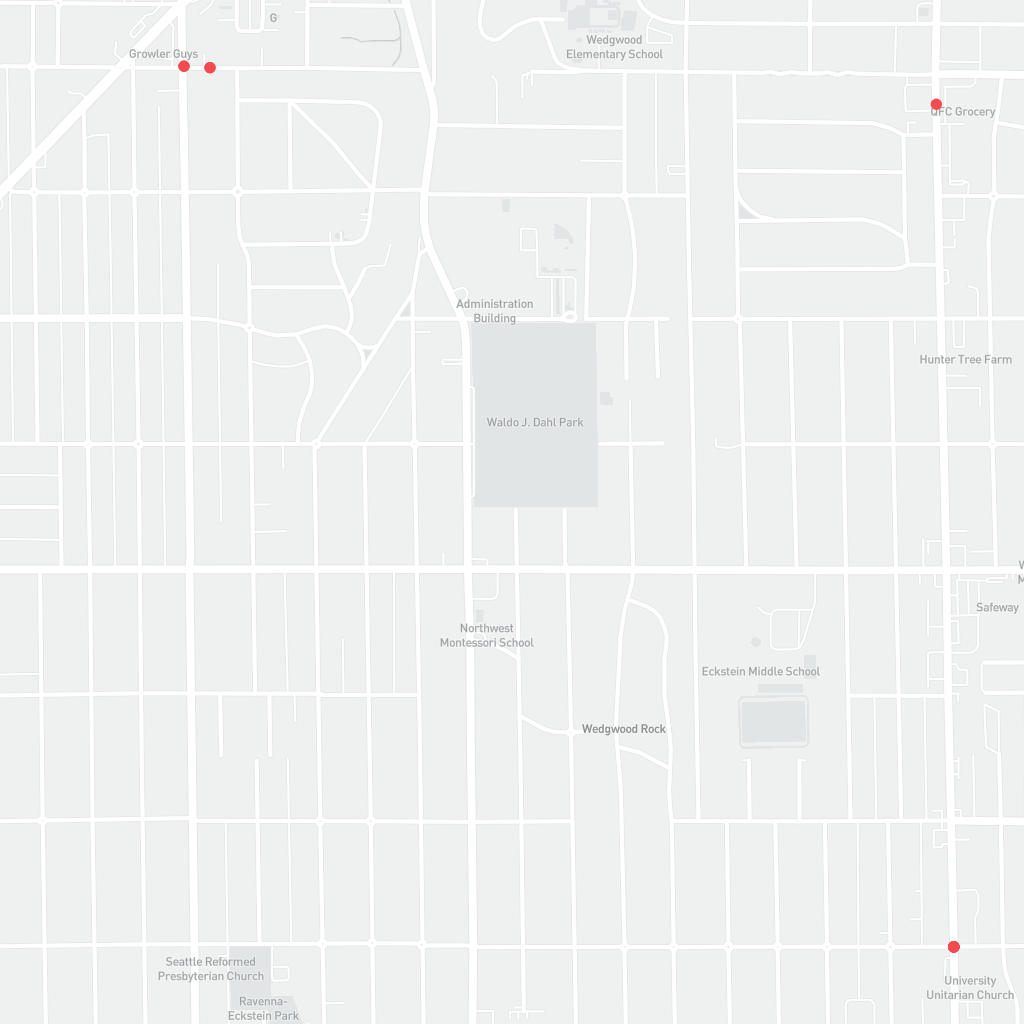 G
Wedgwood
Elementary School
Growler Guys
QFC Grocery
Administration
Building
Hunter Tree Farm
Waldo J. Dahl Park
W
M
Safeway
Northwest
Montessori School
Eckstein Middle School
Wedgwood Rock
Seattle Reformed
Presbyterian Church
University
Unitarian Church
Ravenna-
Eckstein Park